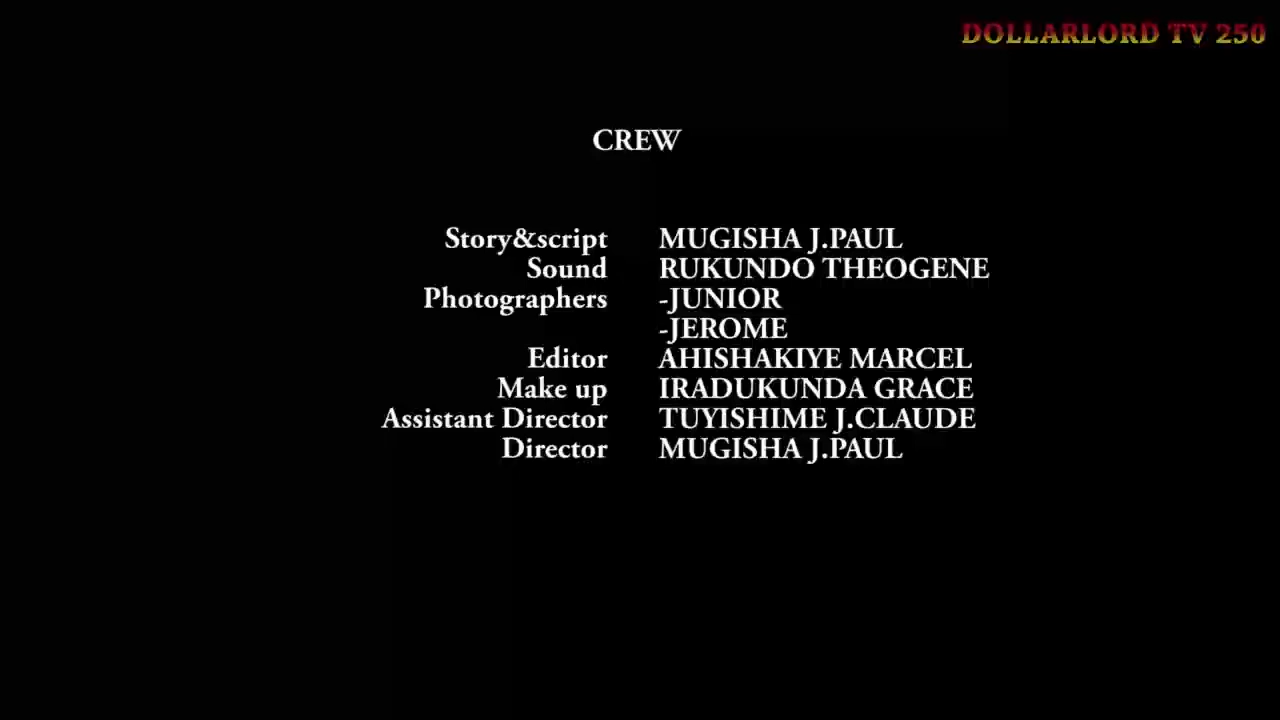 DOLLARLORD TV 250
CREW
Story&script MUGISHA J.PAUL
Sound RUKUNDO THEOGENE
Photographers -JUNIOR
-JEROME
Editor AHISHAKIYE MARCEL
Make up IRADUKUNDA GRACE
Assistant Director TUYISHIME J.CLAUDE
Director MUGISHA J.PAUL